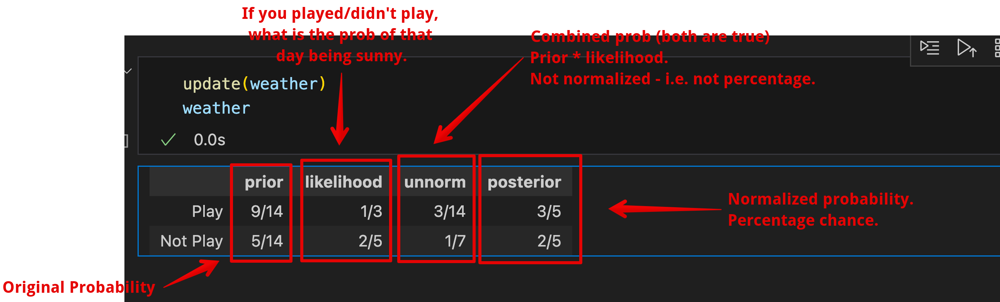 If you played/didn't play,
what is the prob of that
day being sunny.
Combined prob (both are true)
Prior * likelihood.
Not normalized - i.e. not percentage.
update(weather)
weather
0.0s
prior likelihood unnorm posterior
Play 9/14 1/3 3/14 3/5
Not Play 5/14 2/5 1/7 2/5
Normalized probability.
Percentage chance.
Original Probability